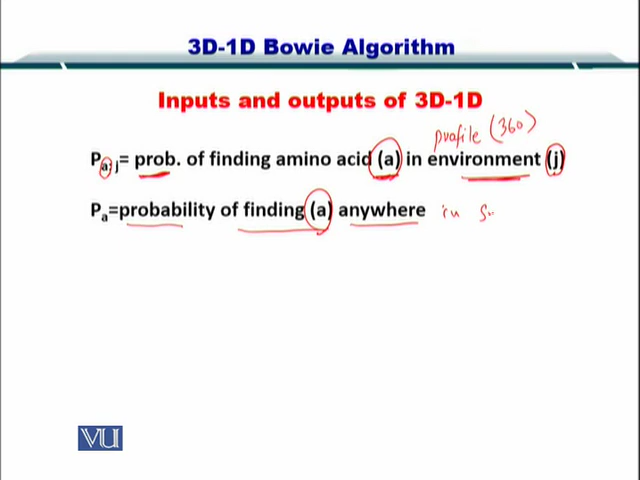 3D-1D Bowie Algorithm
Inputs and outputs of 3D-1D
profile (360)
Pa;j= prob. of finding amino acid (a) in environment (j)
Pa=probability of finding (a) anywhere in s
VU